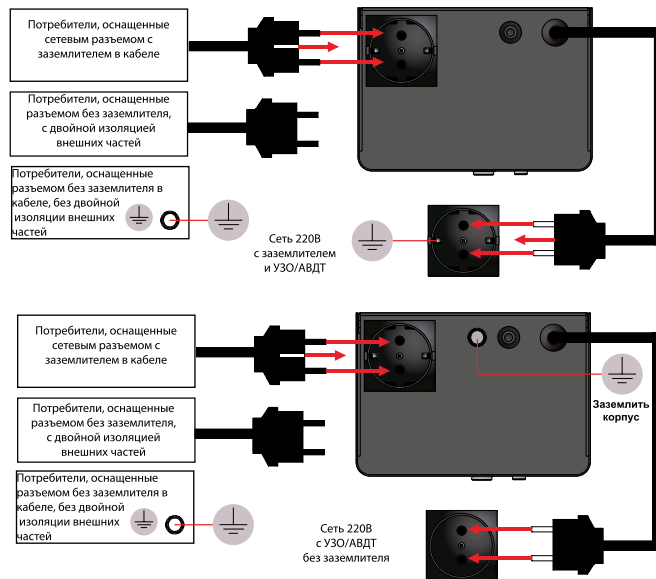 Потребители, оснащенные
сетевым разъемом с
заземлителем в кабеле
Потребители, оснащенные
разъемом без заземлителя,
с двойной изоляцией
внешних частей
Потребители, оснащенные
разъемом без заземлителя в
кабеле, без двойной
изоляции внешних
частей
Сеть 220В
с заземлителем
и УЗО/АВДТ
Потребители, оснащенные
сетевым разъемом с
заземлителем в кабеле
Заземлить
корпус
Потребители, оснащенные
разъемом без заземлителя,
с двойной изоляцией
внешних частей
Потребители, оснащенные
разъемом без заземлителя в
кабеле, без двойной
изоляции внешних
частей
Сеть 220В
с УЗО/АВДТ
без заземлителя